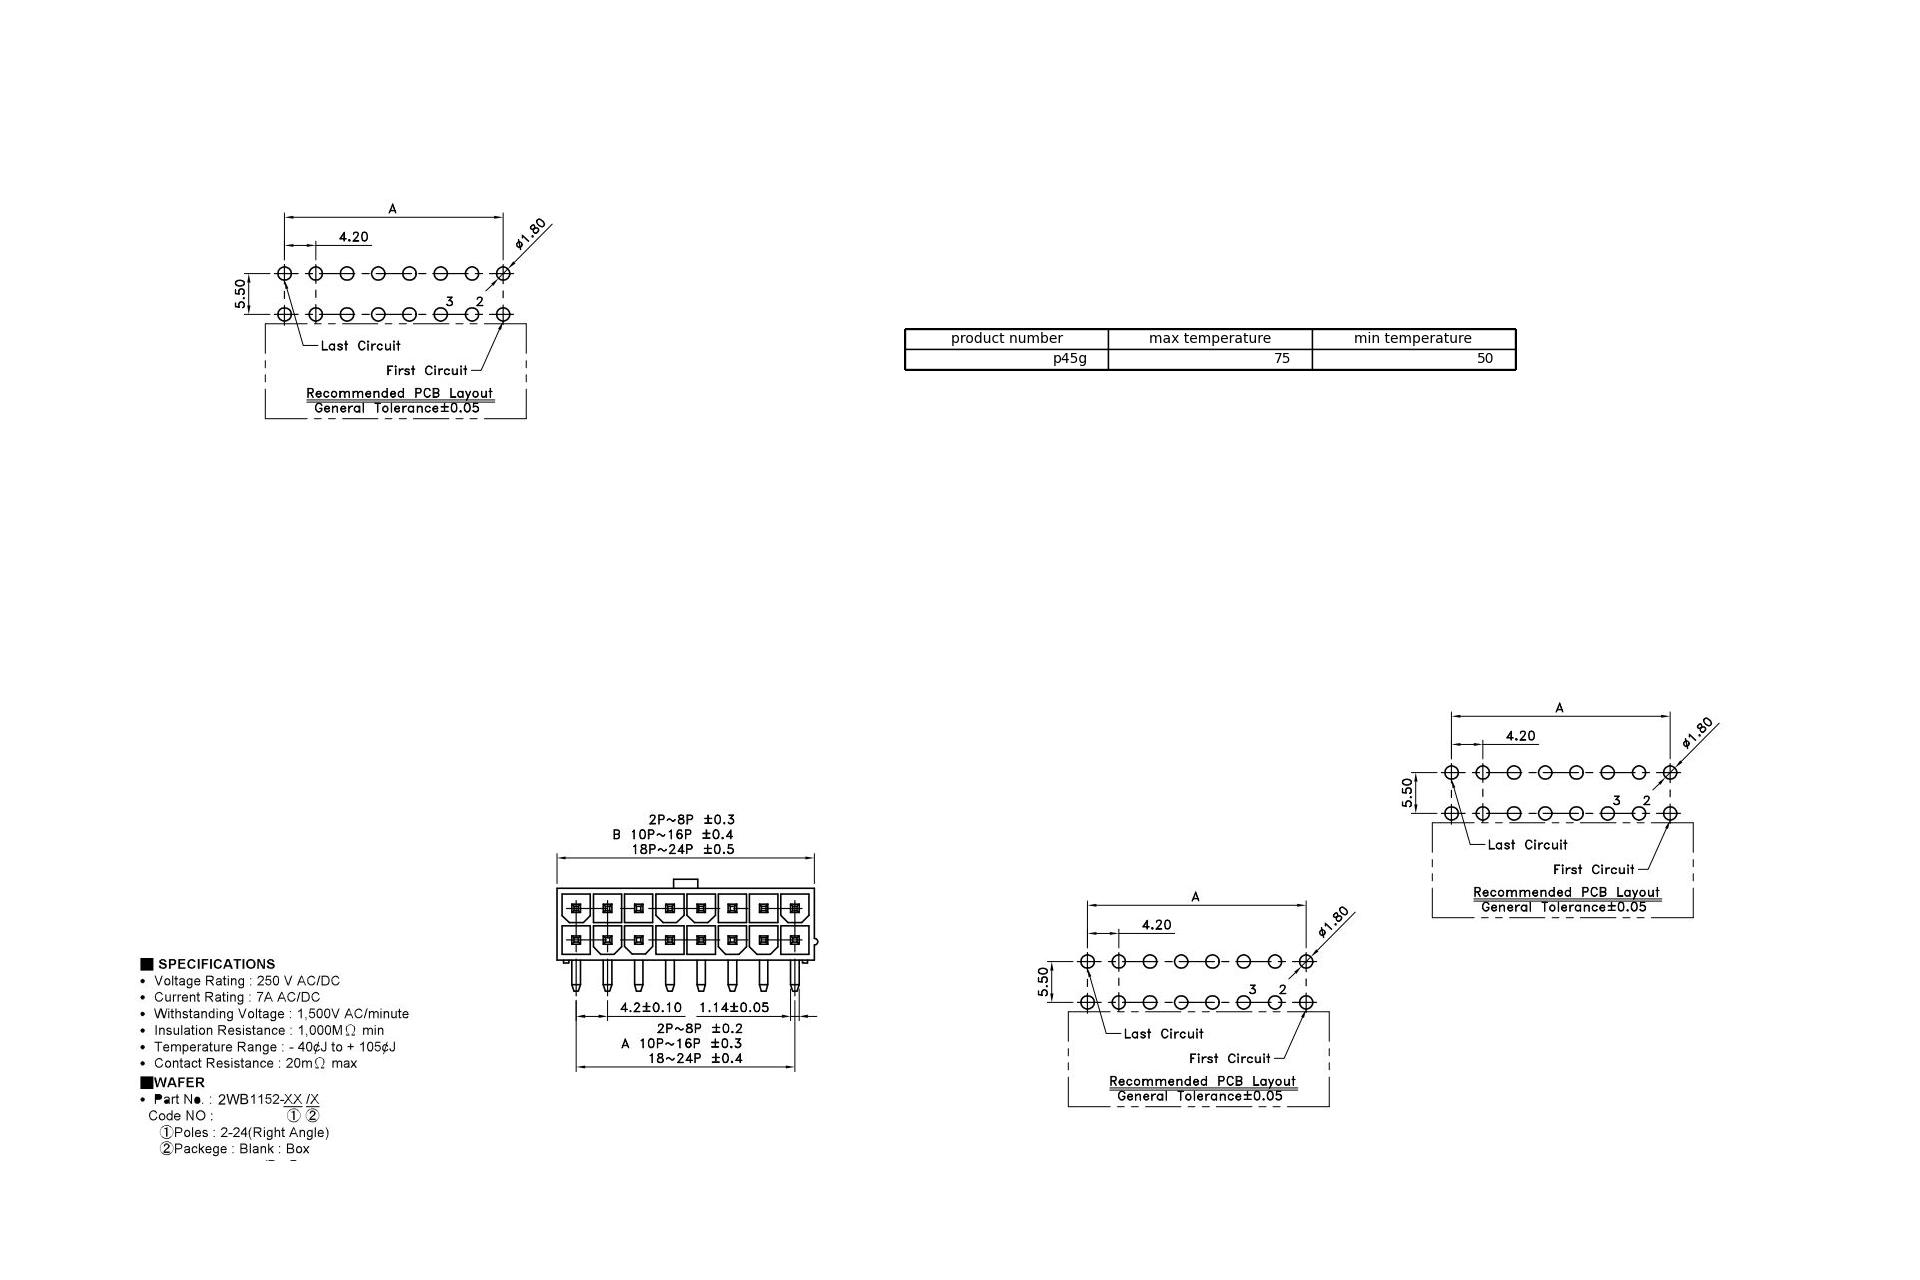 A
4.20
ø1.80
5.50
3 2
Last Circuit
First Circuit
Recommended PCB Layout
General Tolerance±0.05
product number max temperature min temperature
p45g 75 50
A
4.20
ø1.80
5.50
3 2
Last Circuit
First Circuit
Recommended PCB Layout
General Tolerance±0.05
2P~8P ±0.3
B 10P~16P ±0.4
18P~24P ±0.5
4.2±0.10 1.14±0.05
2P~8P ±0.2
A 10P~16P ±0.3
18~24P ±0.4
A
4.20
ø1.80
5.50
3 2
Last Circuit
First Circuit
Recommended PCB Layout
General Tolerance±0.05
■ SPECIFICATIONS
• Voltage Rating : 250 V AC/DC
• Current Rating : 7A AC/DC
• Withstanding Voltage : 1,500V AC/minute
• Insulation Resistance : 1,000MΩ min
• Temperature Range : - 40¢J to + 105¢J
• Contact Resistance : 20mΩ max
■WAFER
• Part No. : 2WB1152-XX /X
Code NO : ① ②
①Poles : 2-24(Right Angle)
②Packege : Blank : Box